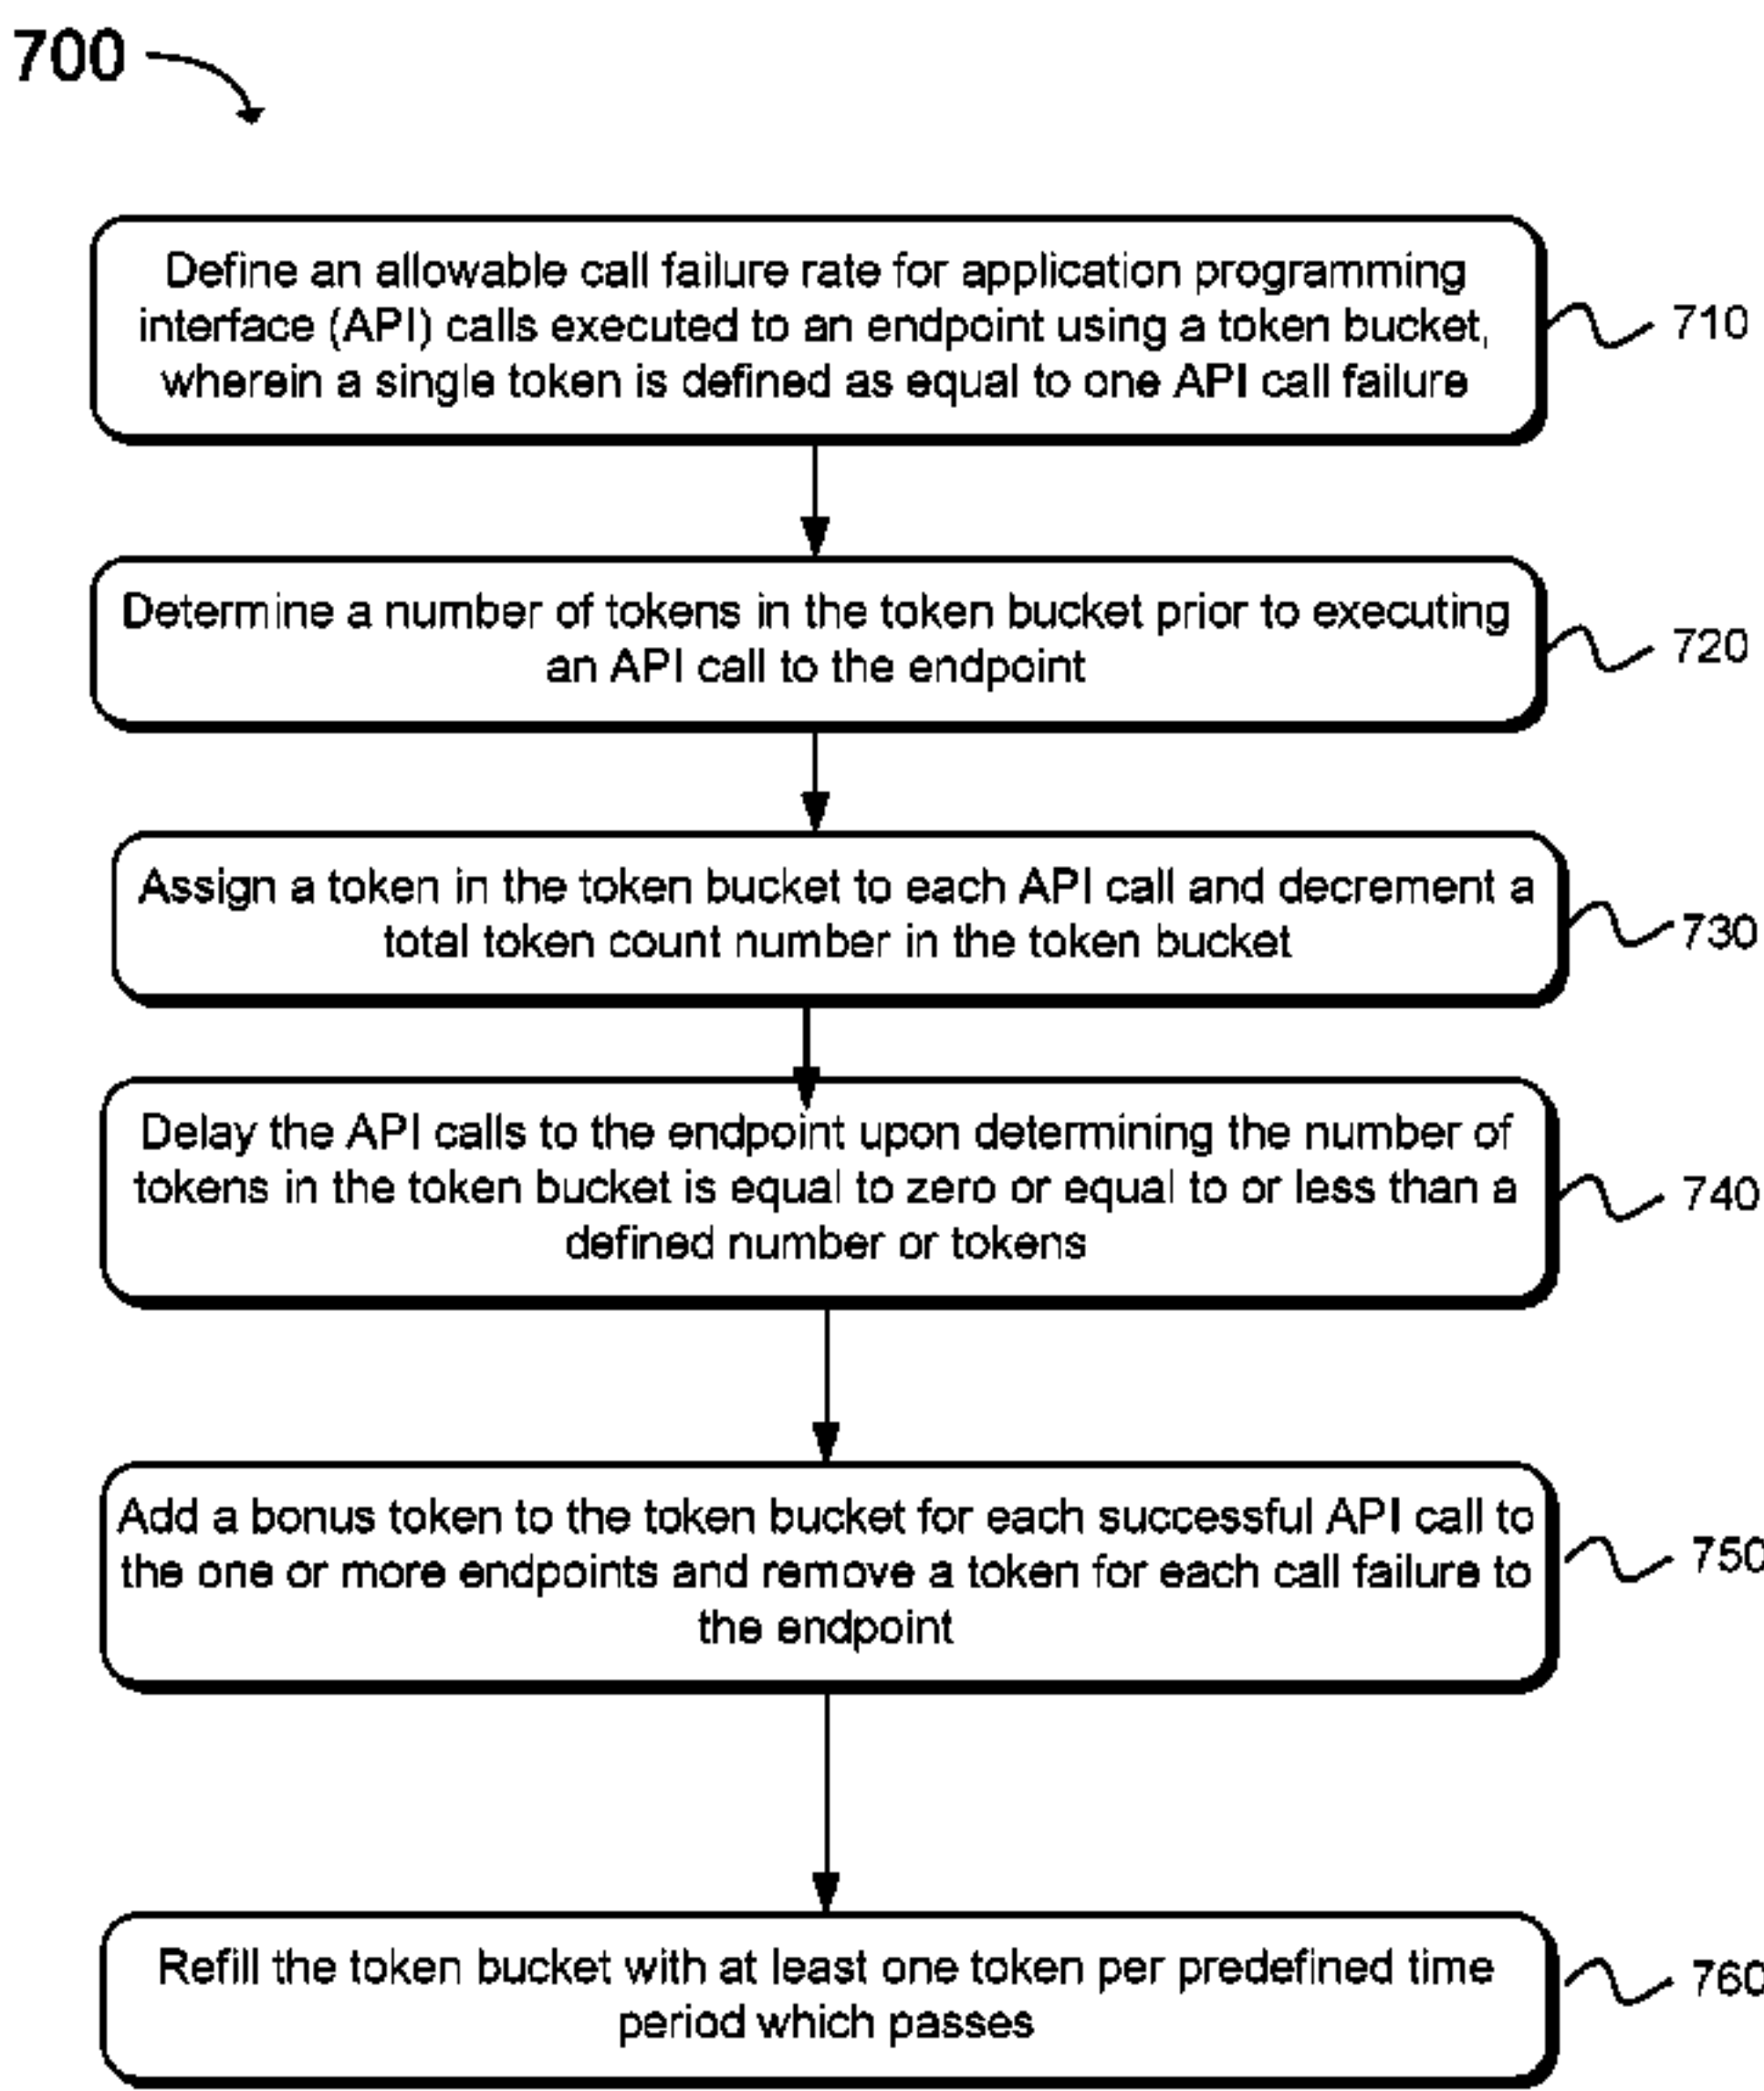 700
Define an allowable call failure rate for application programming
interface (API) calls executed to an endpoint using a token bucket,
wherein a single token is defined as equal to one API call failure
710
Determine a number of tokens in the token bucket prior to executing
an API call to the endpoint
720
Assign a token in the token bucket to each API call and decrement a
total token count number in the token bucket
730
Delay the API calls to the endpoint upon determining the number of
tokens in the token bucket is equal to zero or equal to or less than a
defined number or tokens
740
Add a bonus token to the token bucket for each successful API call to
the one or more endpoints and remove a token for each call failure to
the endpoint
750
Refill the token bucket with at least one token per predefined time
period which passes
760